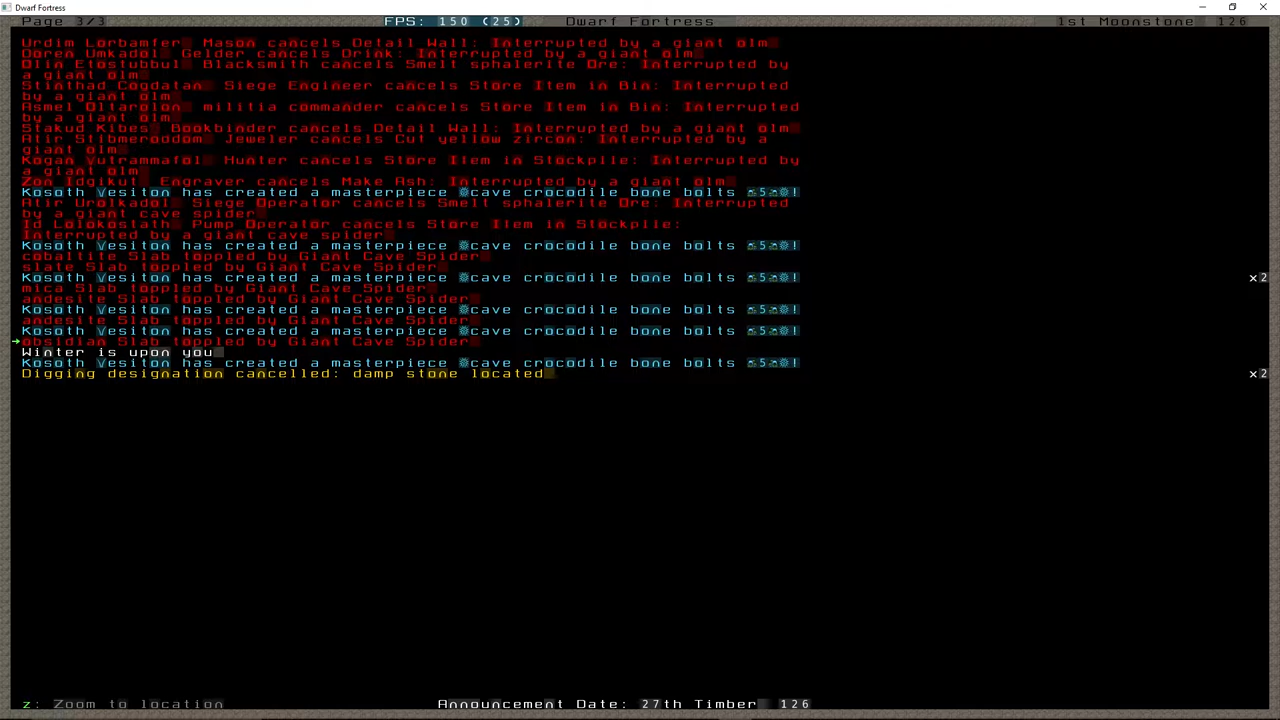 Dwarf Fortress
Page 3/3 FPS: 150 (25) Dwarf Fortress 1st Moonstone 126
Urdim Lorbamfer Mason cancels Detail Wall: Interrupted by a giant olm
Doren Umkadol Gelder cancels Drink: Interrupted by a giant olm
Olin Etostubbul Blacksmith cancels Smelt sphalerite Ore: Interrupted by
a giant olm
Stinthad Cogdatan Siege Engineer cancels Store Item in Bin: Interrupted
by a giant olm
Asmel Oltarolon militia commander cancels Store Item in Bin: Interrupted
by a giant olm
Stakud Kibes Bookbinder cancels Detail Wall: Interrupted by a giant olm
Jeweler cancels Cut yellow zircon: Interrupted by a
giant olm
Kogan Vutrammafol Hunter cancels Store Item in Stockpile: Interrupted by
a giant olm
Zon Idgikut Engraver cancels Make Ash: Interrupted by a giant olm
Kosoth Vesiton has created a masterpiece ☼cave crocodile bone bolts 5☼!
Atir Urolkadol Siege Operator cancels Smelt sphalerite Ore: Interrupted
by a giant cave spider
Id Lolokostath Pump Operator cancels Store Item in Stockpile:
Interrupted by a giant cave spider
Kosoth Vesiton has created a masterpiece ☼cave crocodile bone bolts 5☼!
cobaltite Slab toppled by Giant Cave Spider
slate Slab toppled by Giant Cave Spider
Kosoth Vesiton has created a masterpiece ☼cave crocodile bone bolts 5☼! x2
mica Slab toppled by Giant Cave Spider
andesite Slab toppled by Giant Cave Spider
Kosoth Vesiton has created a masterpiece ☼cave crocodile bone bolts 5☼!
andesite Slab toppled by Giant Cave Spider
Kosoth Vesiton has created a masterpiece ☼cave crocodile bone bolts 5☼!
obsidian Slab toppled by Giant Cave Spider
Winter is upon you
Kosoth Vesiton has created a masterpiece ☼cave crocodile bone bolts 5☼!
Digging designation cancelled: damp stone located x2
z: Zoom to location Announcement Date: 27th Timber 126